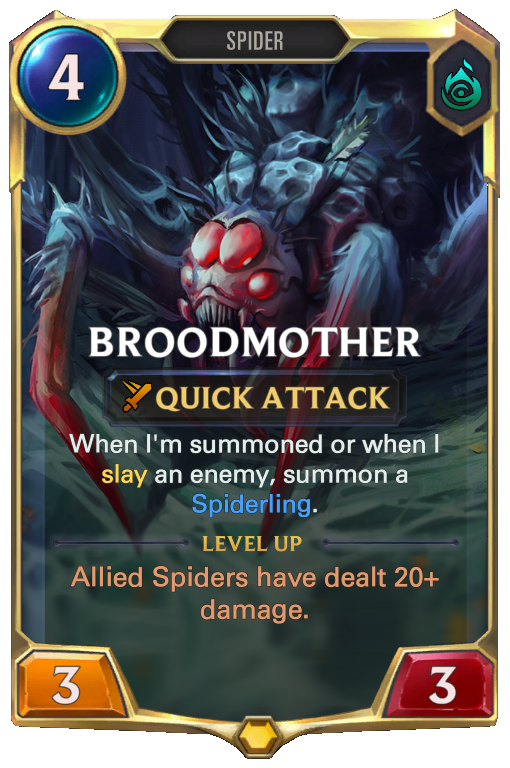 SPIDER
4
BROODMOTHER
QUICK ATTACK
When I'm summoned or when I
slay an enemy, summon a
Spiderling.
LEVEL UP
Allied Spiders have dealt 20+
damage.
3
3